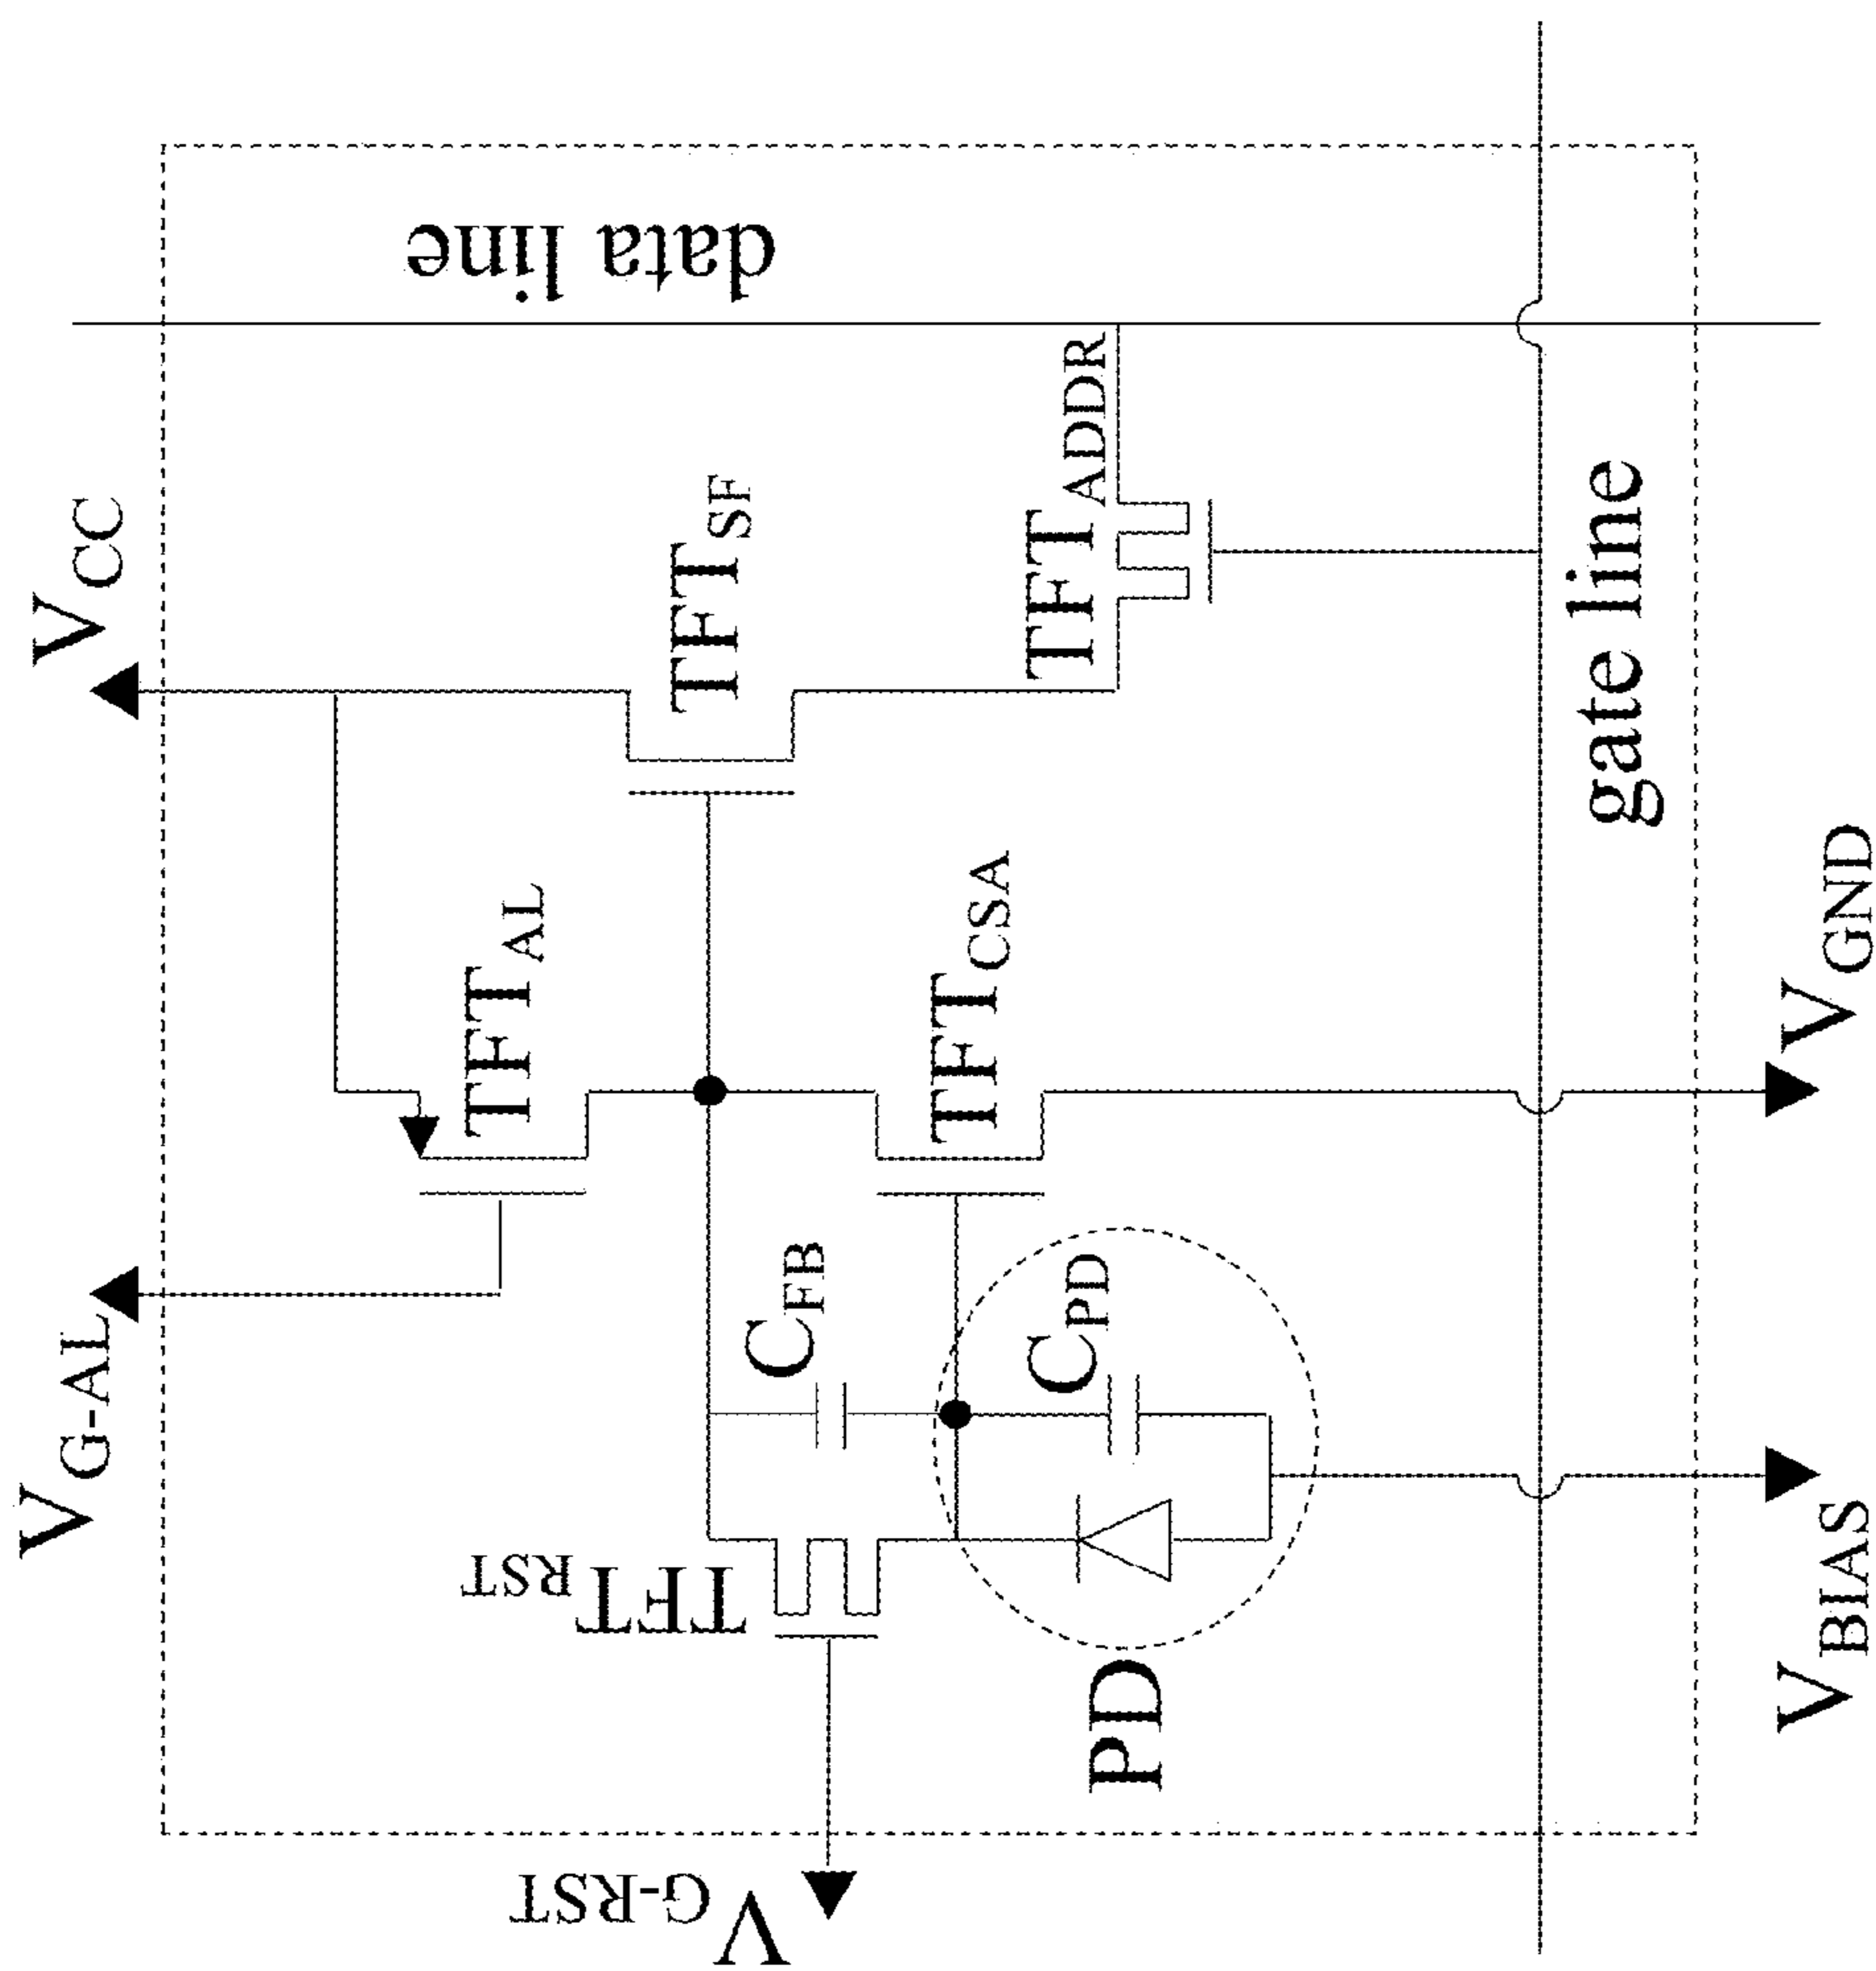 V_CC
V_G-AL
data line
TFT_SF
TFT_AL
TFT_ADDR
TFT_CSA
C_FB
C_PD
TFT_RST
PD
V_G-RST
gate line
V_GND
V_BIAS